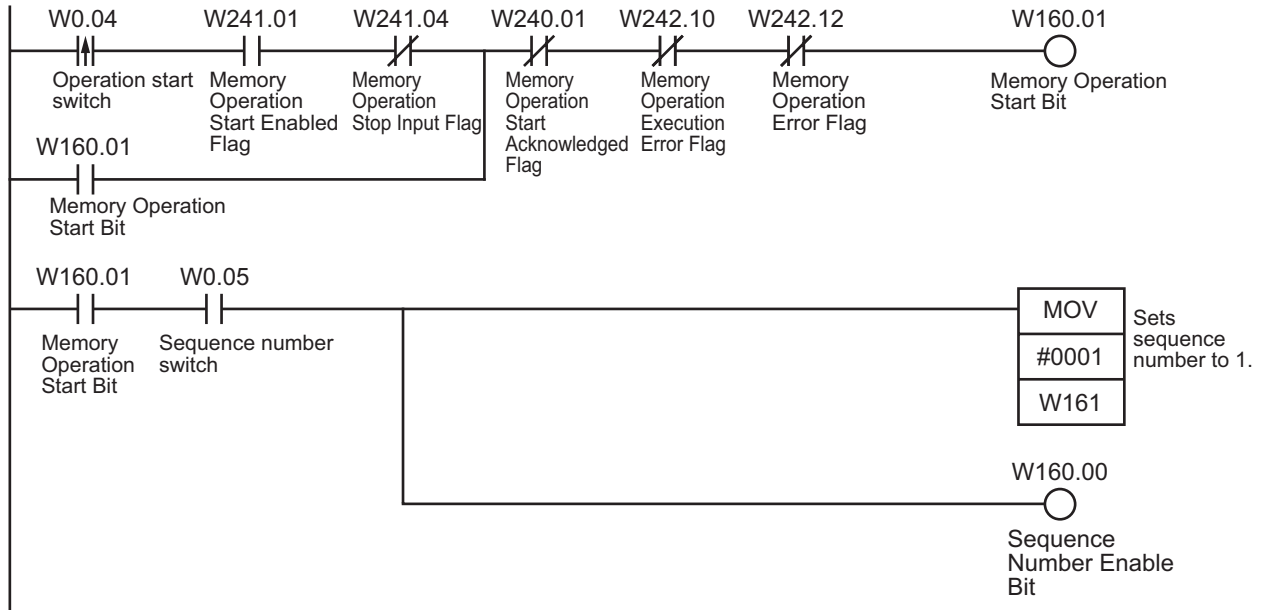 W0.04
W241.01
W241.04
W240.01
W242.10
W242.12
W160.01
Operation start
switch
Memory
Operation
Start Enabled
Flag
Memory
Operation
Stop Input Flag
Memory
Operation
Start
Acknowledged
Flag
Memory
Operation
Execution
Error Flag
Memory
Operation
Error Flag
Memory Operation
Start Bit
W160.01
Memory Operation
Start Bit
W160.01
W0.05
Memory
Operation
Start Bit
Sequence number
switch
MOV
#0001
W161
Sets
sequence
number to 1.
W160.00
Sequence
Number Enable
Bit